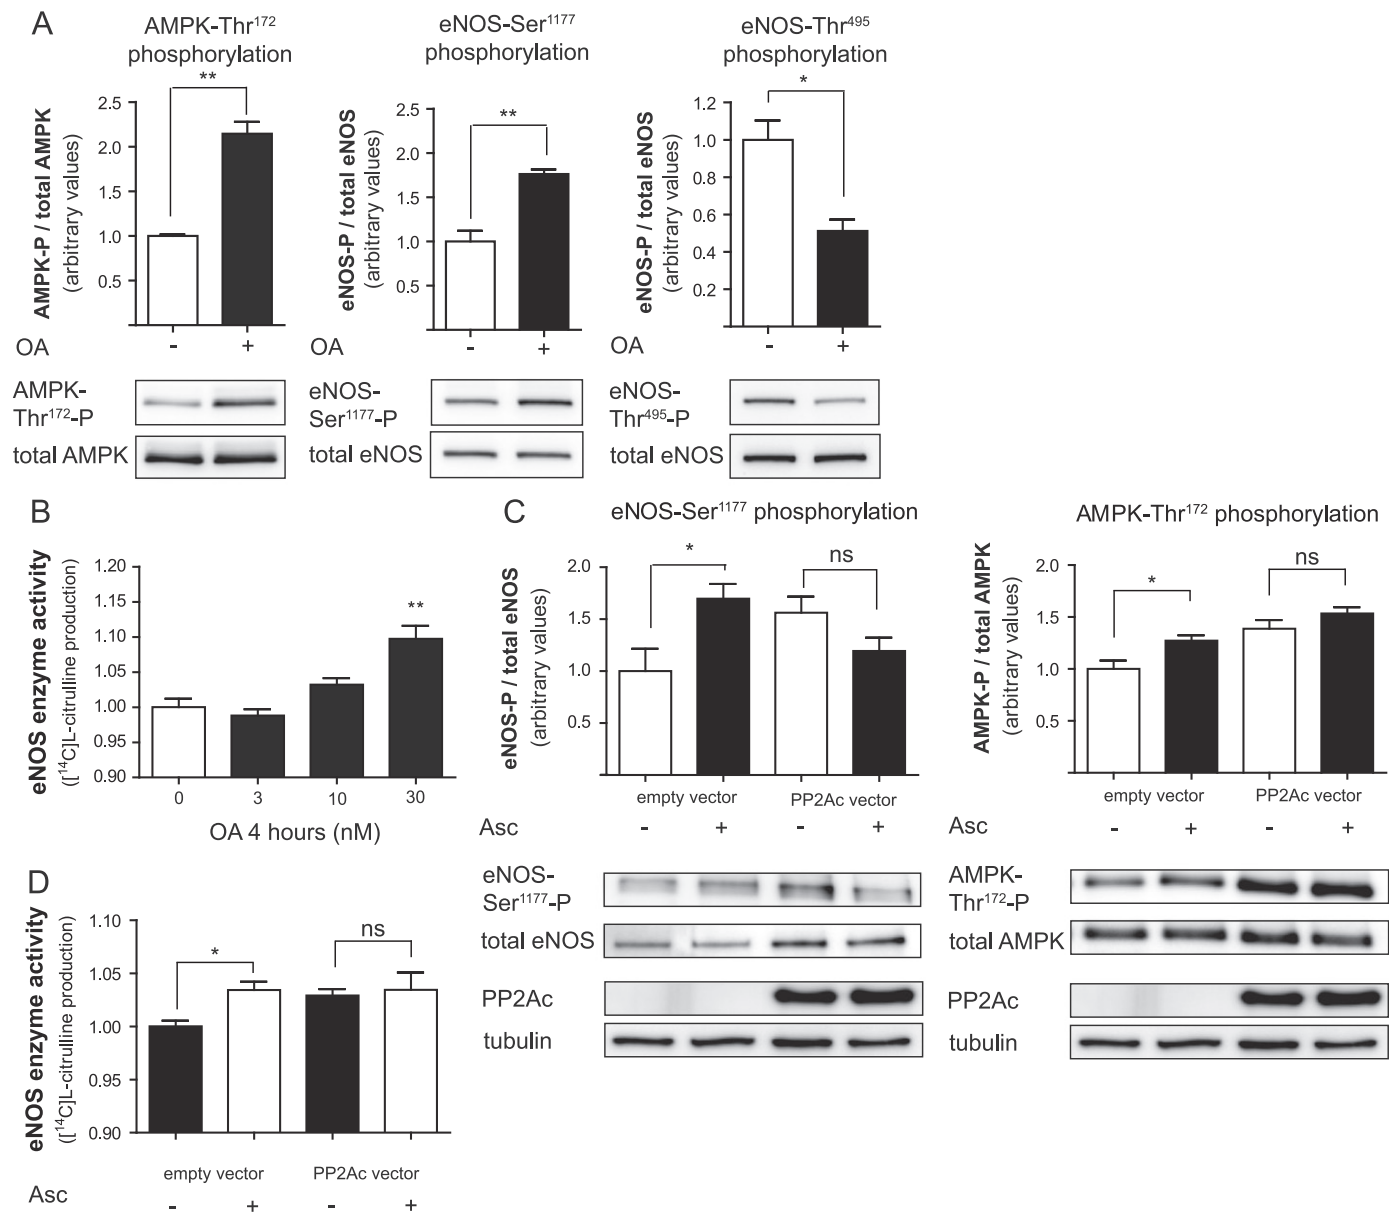 A
AMPK-Thr¹⁷²
phosphorylation
eNOS-Ser¹¹⁷⁷
phosphorylation
eNOS-Thr⁴⁹⁵
phosphorylation
AMPK-P / total AMPK
(arbitrary values)
2.5
2.0
1.5
1.0
0.5
**
OA
-
+
eNOS-P / total eNOS
(arbitrary values)
2.5
2.0
1.5
1.0
0.5
**
OA
-
+
eNOS-P / total eNOS
(arbitrary values)
1.2
1.0
0.8
0.6
0.4
0.2
*
OA
-
+
AMPK-
Thr¹⁷²-P
total AMPK
eNOS-
Ser¹¹⁷⁷-P
total eNOS
eNOS-
Thr⁴⁹⁵-P
total eNOS
B
eNOS enzyme activity
([¹⁴C]L-citrulline production)
1.20
1.15
1.10
1.05
1.00
0.95
0.90
**
0
3
10
30
OA 4 hours (nM)
C
eNOS-Ser¹¹⁷⁷ phosphorylation
eNOS-P / total eNOS
(arbitrary values)
2.0
1.5
1.0
0.5
*
ns
empty vector
PP2Ac vector
Asc
-
+
-
+
eNOS-
Ser¹¹⁷⁷-P
total eNOS
PP2Ac
tubulin
AMPK-Thr¹⁷² phosphorylation
AMPK-P / total AMPK
(arbitrary values)
2.0
1.5
1.0
0.5
*
ns
empty vector
PP2Ac vector
Asc
-
+
-
+
AMPK-
Thr¹⁷²-P
total AMPK
PP2Ac
tubulin
D
eNOS enzyme activity
([¹⁴C]L-citrulline production)
1.10
1.05
1.00
0.95
0.90
*
ns
empty vector
PP2Ac vector
Asc
-
+
-
+